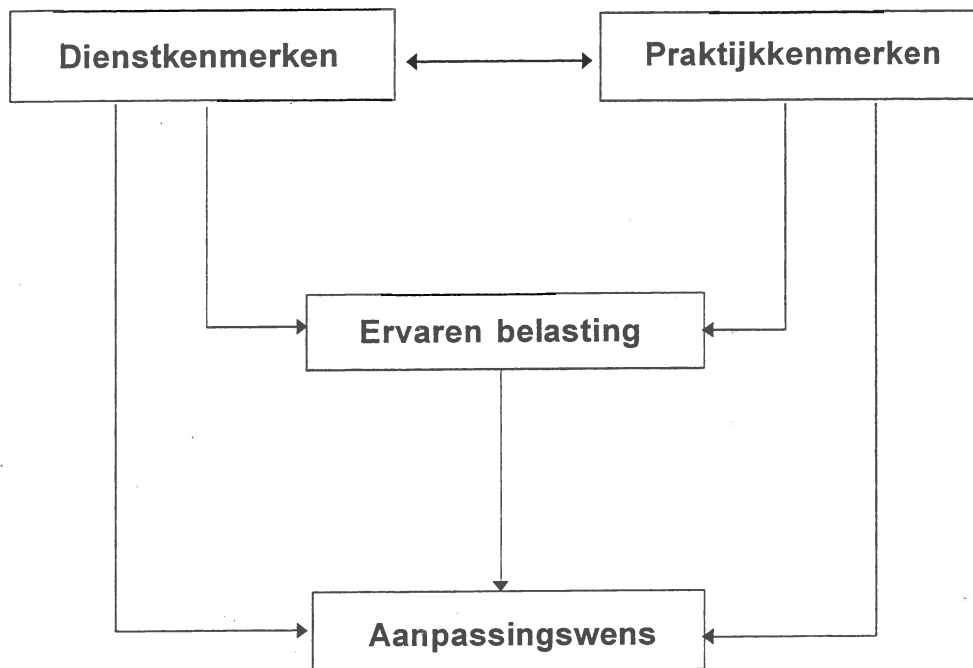 Dienstkenmerken
Praktijkkenmerken
Ervaren belasting
Aanpassingswens